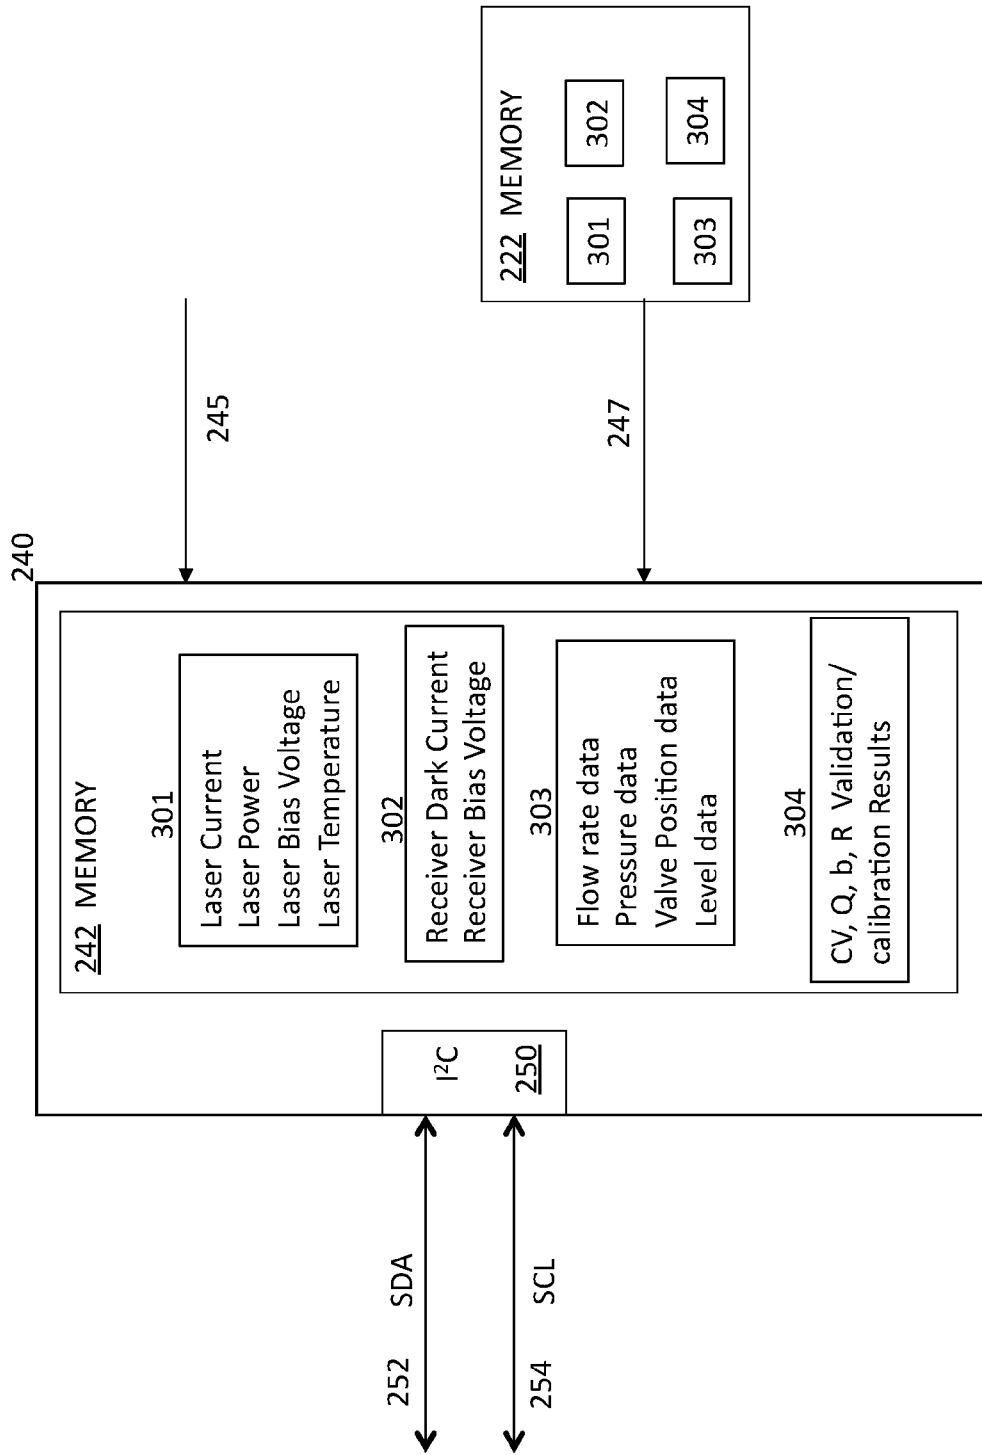 240
242 MEMORY
301
Laser Current
Laser Power
Laser Bias Voltage
Laser Temperature
302
Receiver Dark Current
Receiver Bias Voltage
303
Flow rate data
Pressure data
Valve Position data
Level data
304
CV, Q, b, R Validation/
calibration Results
I²C
250
252 SDA
254 SCL
245
247
222 MEMORY
301 302
303 304